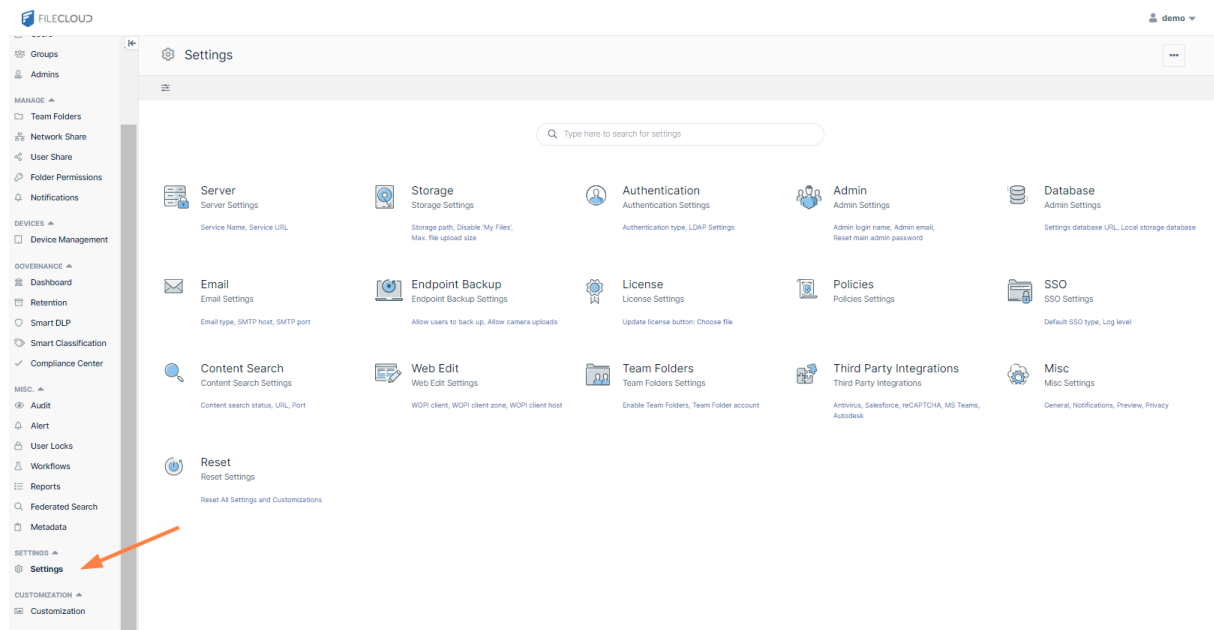 FILECLOUD
demo
Groups
Admins
MANAGE
Team Folders
Network Share
User Share
Folder Permissions
Notifications
DEVICES
Device Management
GOVERNANCE
Dashboard
Retention
Smart DLP
Smart Classification
Compliance Center
MISC.
Audit
Alert
User Locks
Workflows
Reports
Federated Search
Metadata
SETTINGS
Settings
CUSTOMIZATION
Customization
Settings
Type here to search for settings
Server
Server Settings
Service Name, Service URL
Storage
Storage Settings
Storage path, Disable 'My Files',
Max. file upload size
Authentication
Authentication Settings
Authentication type, LDAP Settings
Admin
Admin Settings
Admin login name, Admin email,
Reset main admin password
Database
Admin Settings
Settings database URL, Local storage database
Email
Email Settings
Email type, SMTP host, SMTP port
Endpoint Backup
Endpoint Backup Settings
Allow users to back up, Allow camera uploads
License
License Settings
Update license button: Choose file
Policies
Policies Settings
SSO
SSO Settings
Default SSO type, Log level
Content Search
Content Search Settings
Content search status, URL, Port
Web Edit
Web Edit Settings
WOPI client, WOPI client zone, WOPI client host
Team Folders
Team Folders Settings
Enable Team Folders, Team Folder account
Third Party Integrations
Third Party Integrations
Antivirus, Salesforce, reCAPTCHA, MS Teams,
Autodesk
Misc
Misc Settings
General, Notifications, Preview, Privacy
Reset
Reset Settings
Reset All Settings and Customizations